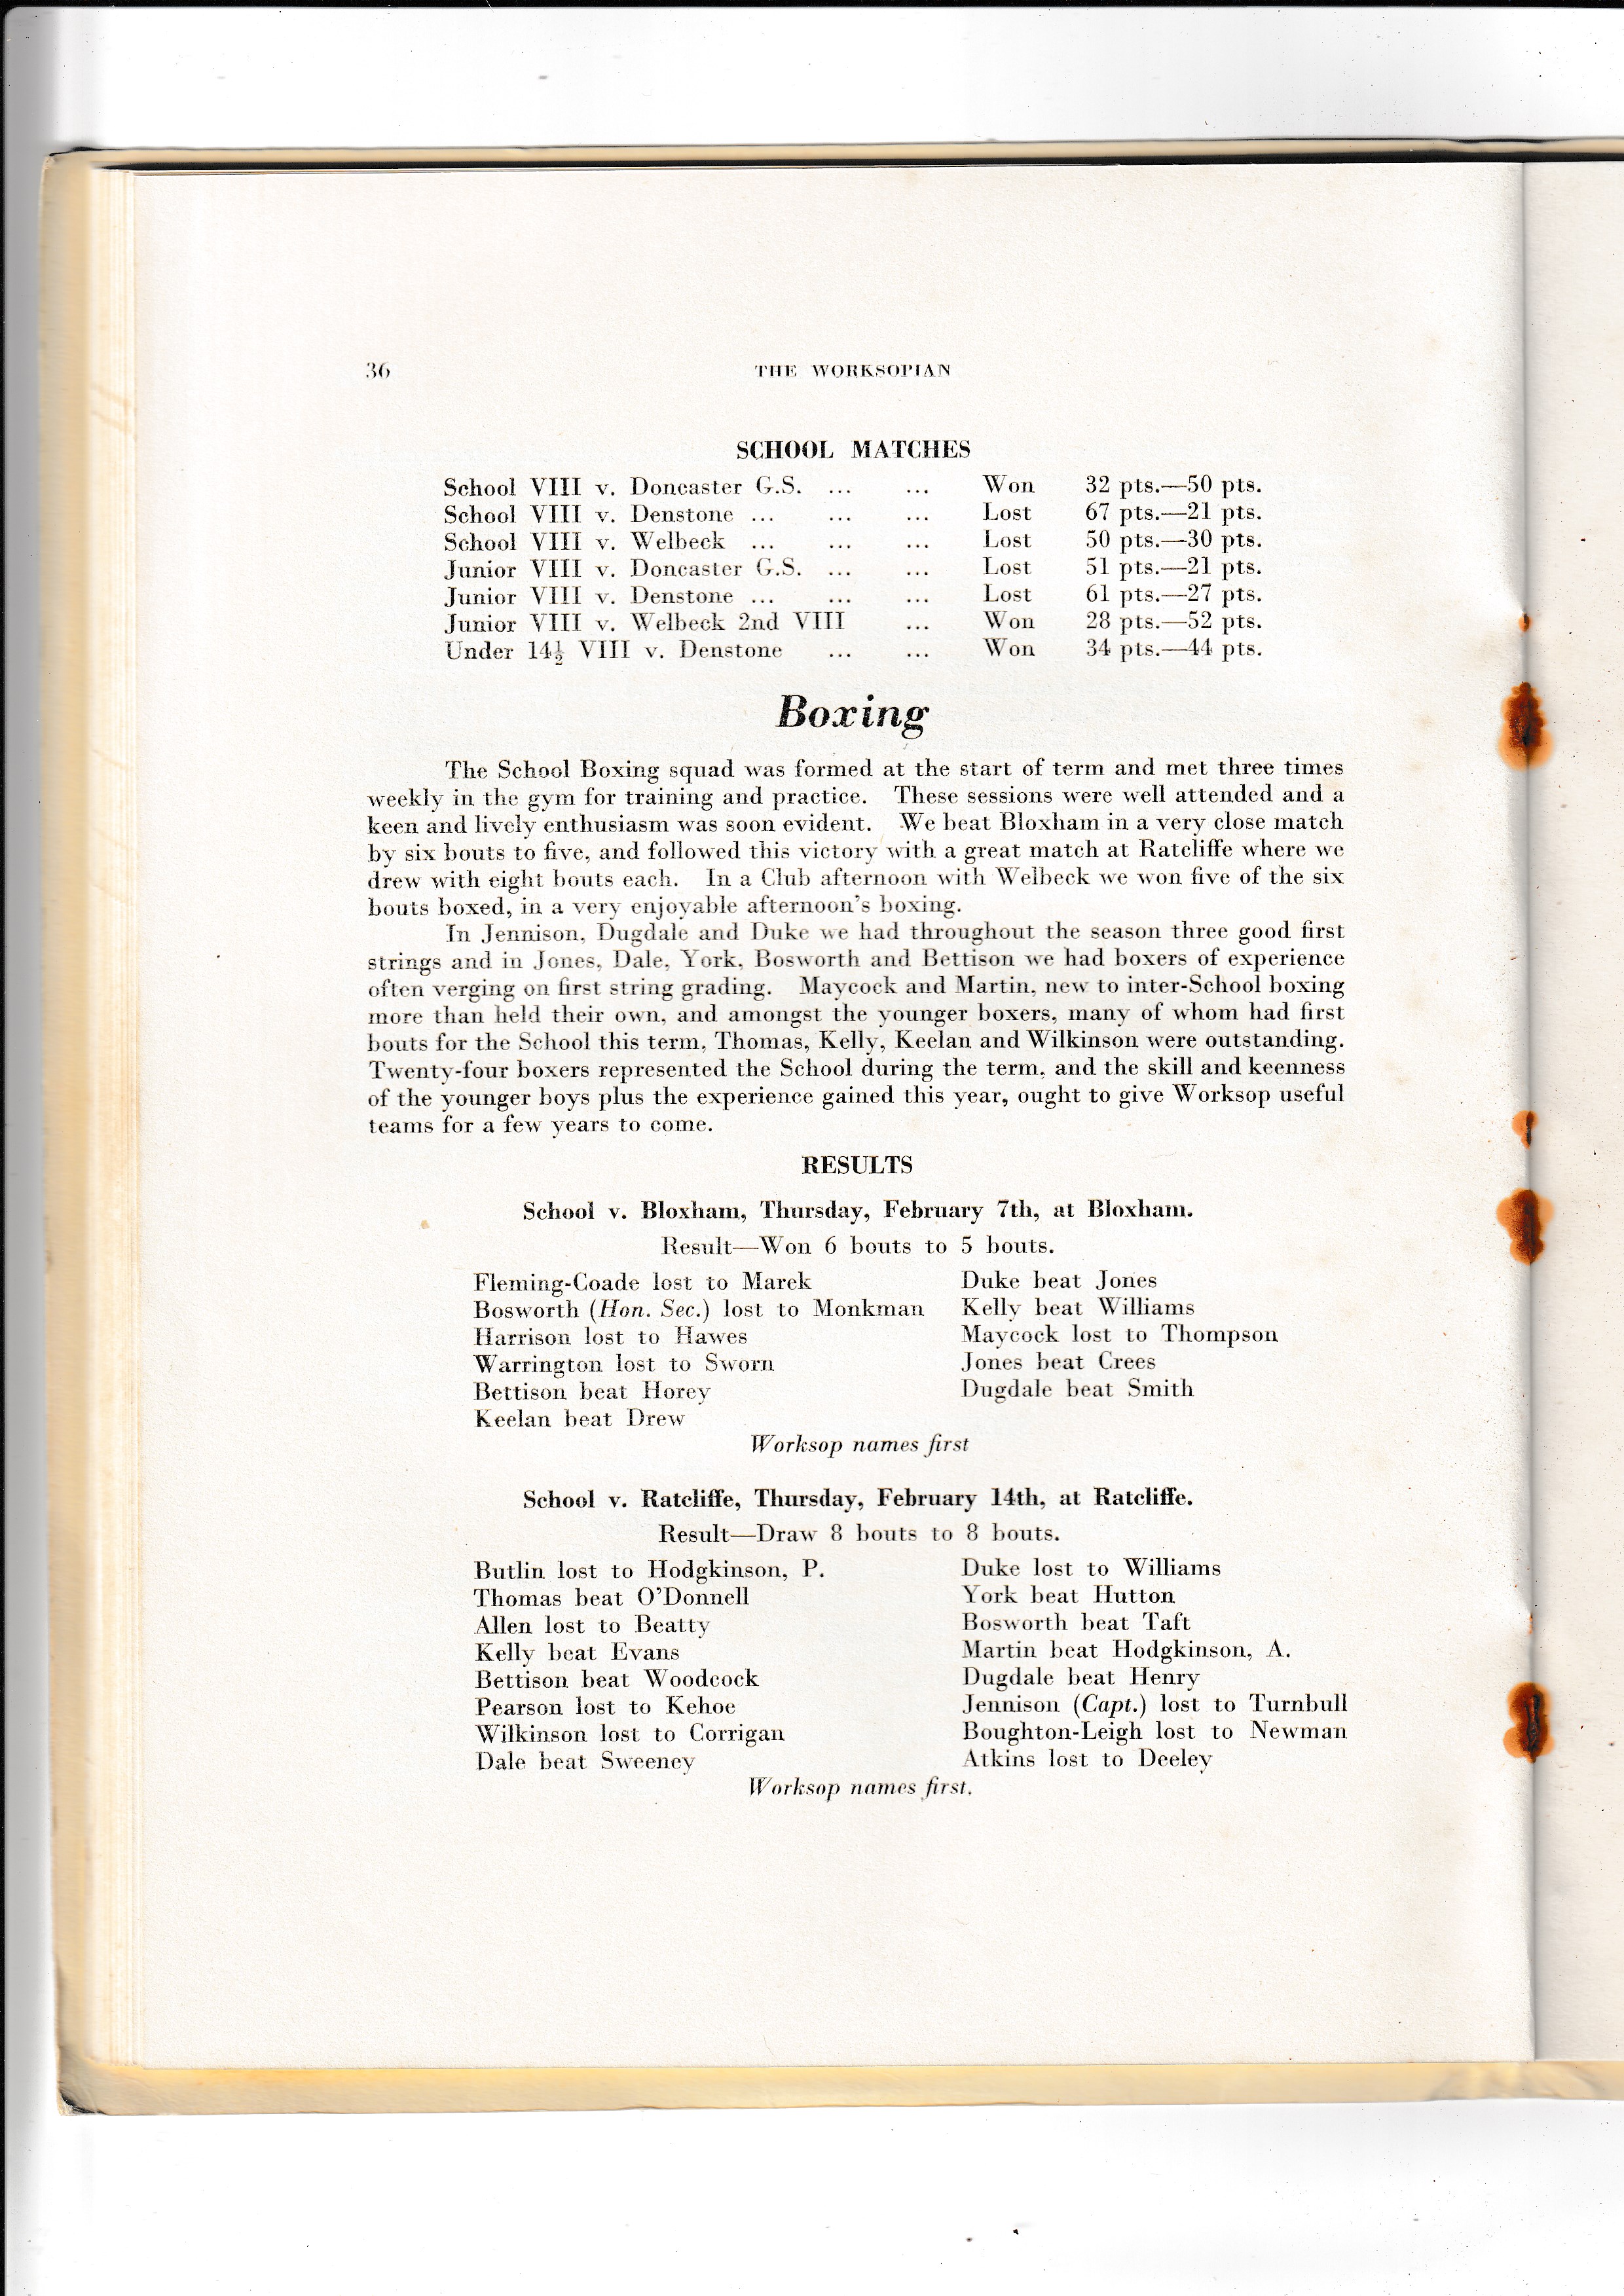 36
THE WORKSOPIAN
SCHOOL MATCHES
School VIII v. Doncaster G.S. ... ... Won 32 pts.—50 pts.
School VIII v. Denstone ... ... ... Lost 67 pts.—21 pts.
School VIII v. Welbeck ... ... ... Lost 50 pts.—30 pts.
Junior VIII v. Doncaster G.S. ... ... Lost 51 pts.—21 pts.
Junior VIII v. Denstone ... ... ... Lost 61 pts.—27 pts.
Junior VIII v. Welbeck 2nd VIII ... Won 28 pts.—52 pts.
Under 14½ VIII v. Denstone ... ... Won 34 pts.—44 pts.
Boxing
The School Boxing squad was formed at the start of term and met three times
weekly in the gym for training and practice. These sessions were well attended and a
keen and lively enthusiasm was soon evident. We beat Bloxham in a very close match
by six bouts to five, and followed this victory with a great match at Ratcliffe where we
drew with eight bouts each. In a Club afternoon with Welbeck we won five of the six
bouts boxed, in a very enjoyable afternoon's boxing.
In Jennison, Dugdale and Duke we had throughout the season three good first
strings and in Jones, Dale, York, Bosworth and Bettison we had boxers of experience
often verging on first string grading. Maycock and Martin, new to inter-School boxing
more than held their own, and amongst the younger boxers, many of whom had first
bouts for the School this term, Thomas, Kelly, Keelan and Wilkinson were outstanding.
Twenty-four boxers represented the School during the term, and the skill and keenness
of the younger boys plus the experience gained this year, ought to give Worksop useful
teams for a few years to come.
RESULTS
School v. Bloxham, Thursday, February 7th, at Bloxham.
Result—Won 6 bouts to 5 bouts.
Fleming-Coade lost to Marek
Bosworth (Hon. Sec.) lost to Monkman
Harrison lost to Hawes
Warrington lost to Sworn
Bettison beat Horey
Keelan beat Drew
Duke beat Jones
Kelly beat Williams
Maycock lost to Thompson
Jones beat Crees
Dugdale beat Smith
Worksop names first
School v. Ratcliffe, Thursday, February 14th, at Ratcliffe.
Result—Draw 8 bouts to 8 bouts.
Butlin lost to Hodgkinson, P.
Thomas beat O'Donnell
Allen lost to Beatty
Kelly beat Evans
Bettison beat Woodcock
Pearson lost to Kehoe
Wilkinson lost to Corrigan
Dale beat Sweeney
Duke lost to Williams
York beat Hutton
Bosworth beat Taft
Martin beat Hodgkinson, A.
Dugdale beat Henry
Jennison (Capt.) lost to Turnbull
Boughton-Leigh lost to Newman
Atkins lost to Deeley
Worksop names first.